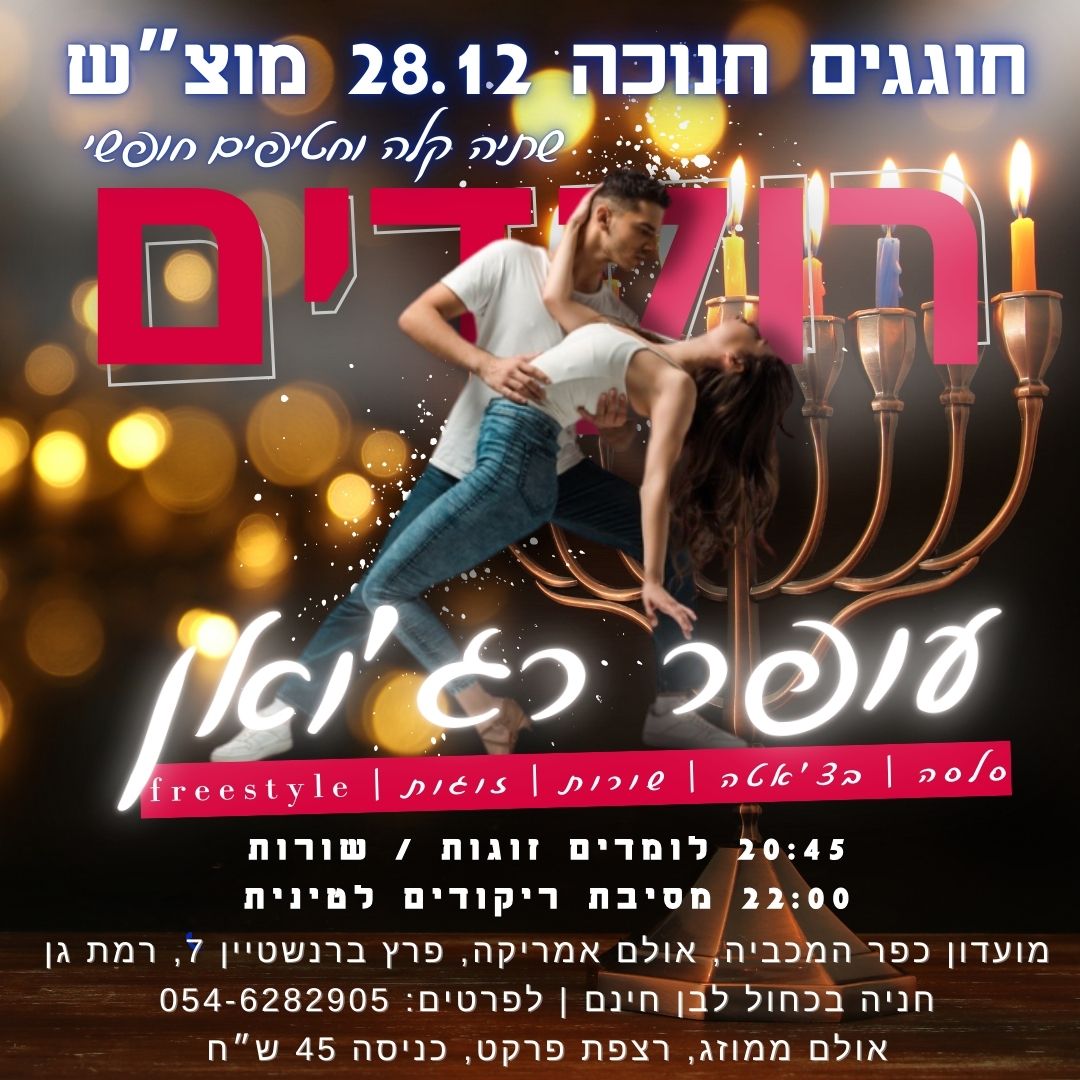 חוגגים חנוכה 28.12 מוצ״ש
שתיה קלה וחטיפים חופשי
רוקדים
עופר רג'ואן
סלסה | בצ'אטה | שורות | זוגות | freestyle
20:45 לומדים זוגות / שורות
22:00 מסיבת ריקודים לטינית
מועדון כפר המכביה, אולם אמריקה, פרץ ברנשטיין 7, רמת גן
חניה בכחול לבן חינם | לפרטים: 054-6282905
אולם ממוזג, רצפת פרקט, כניסה 45 ש״ח